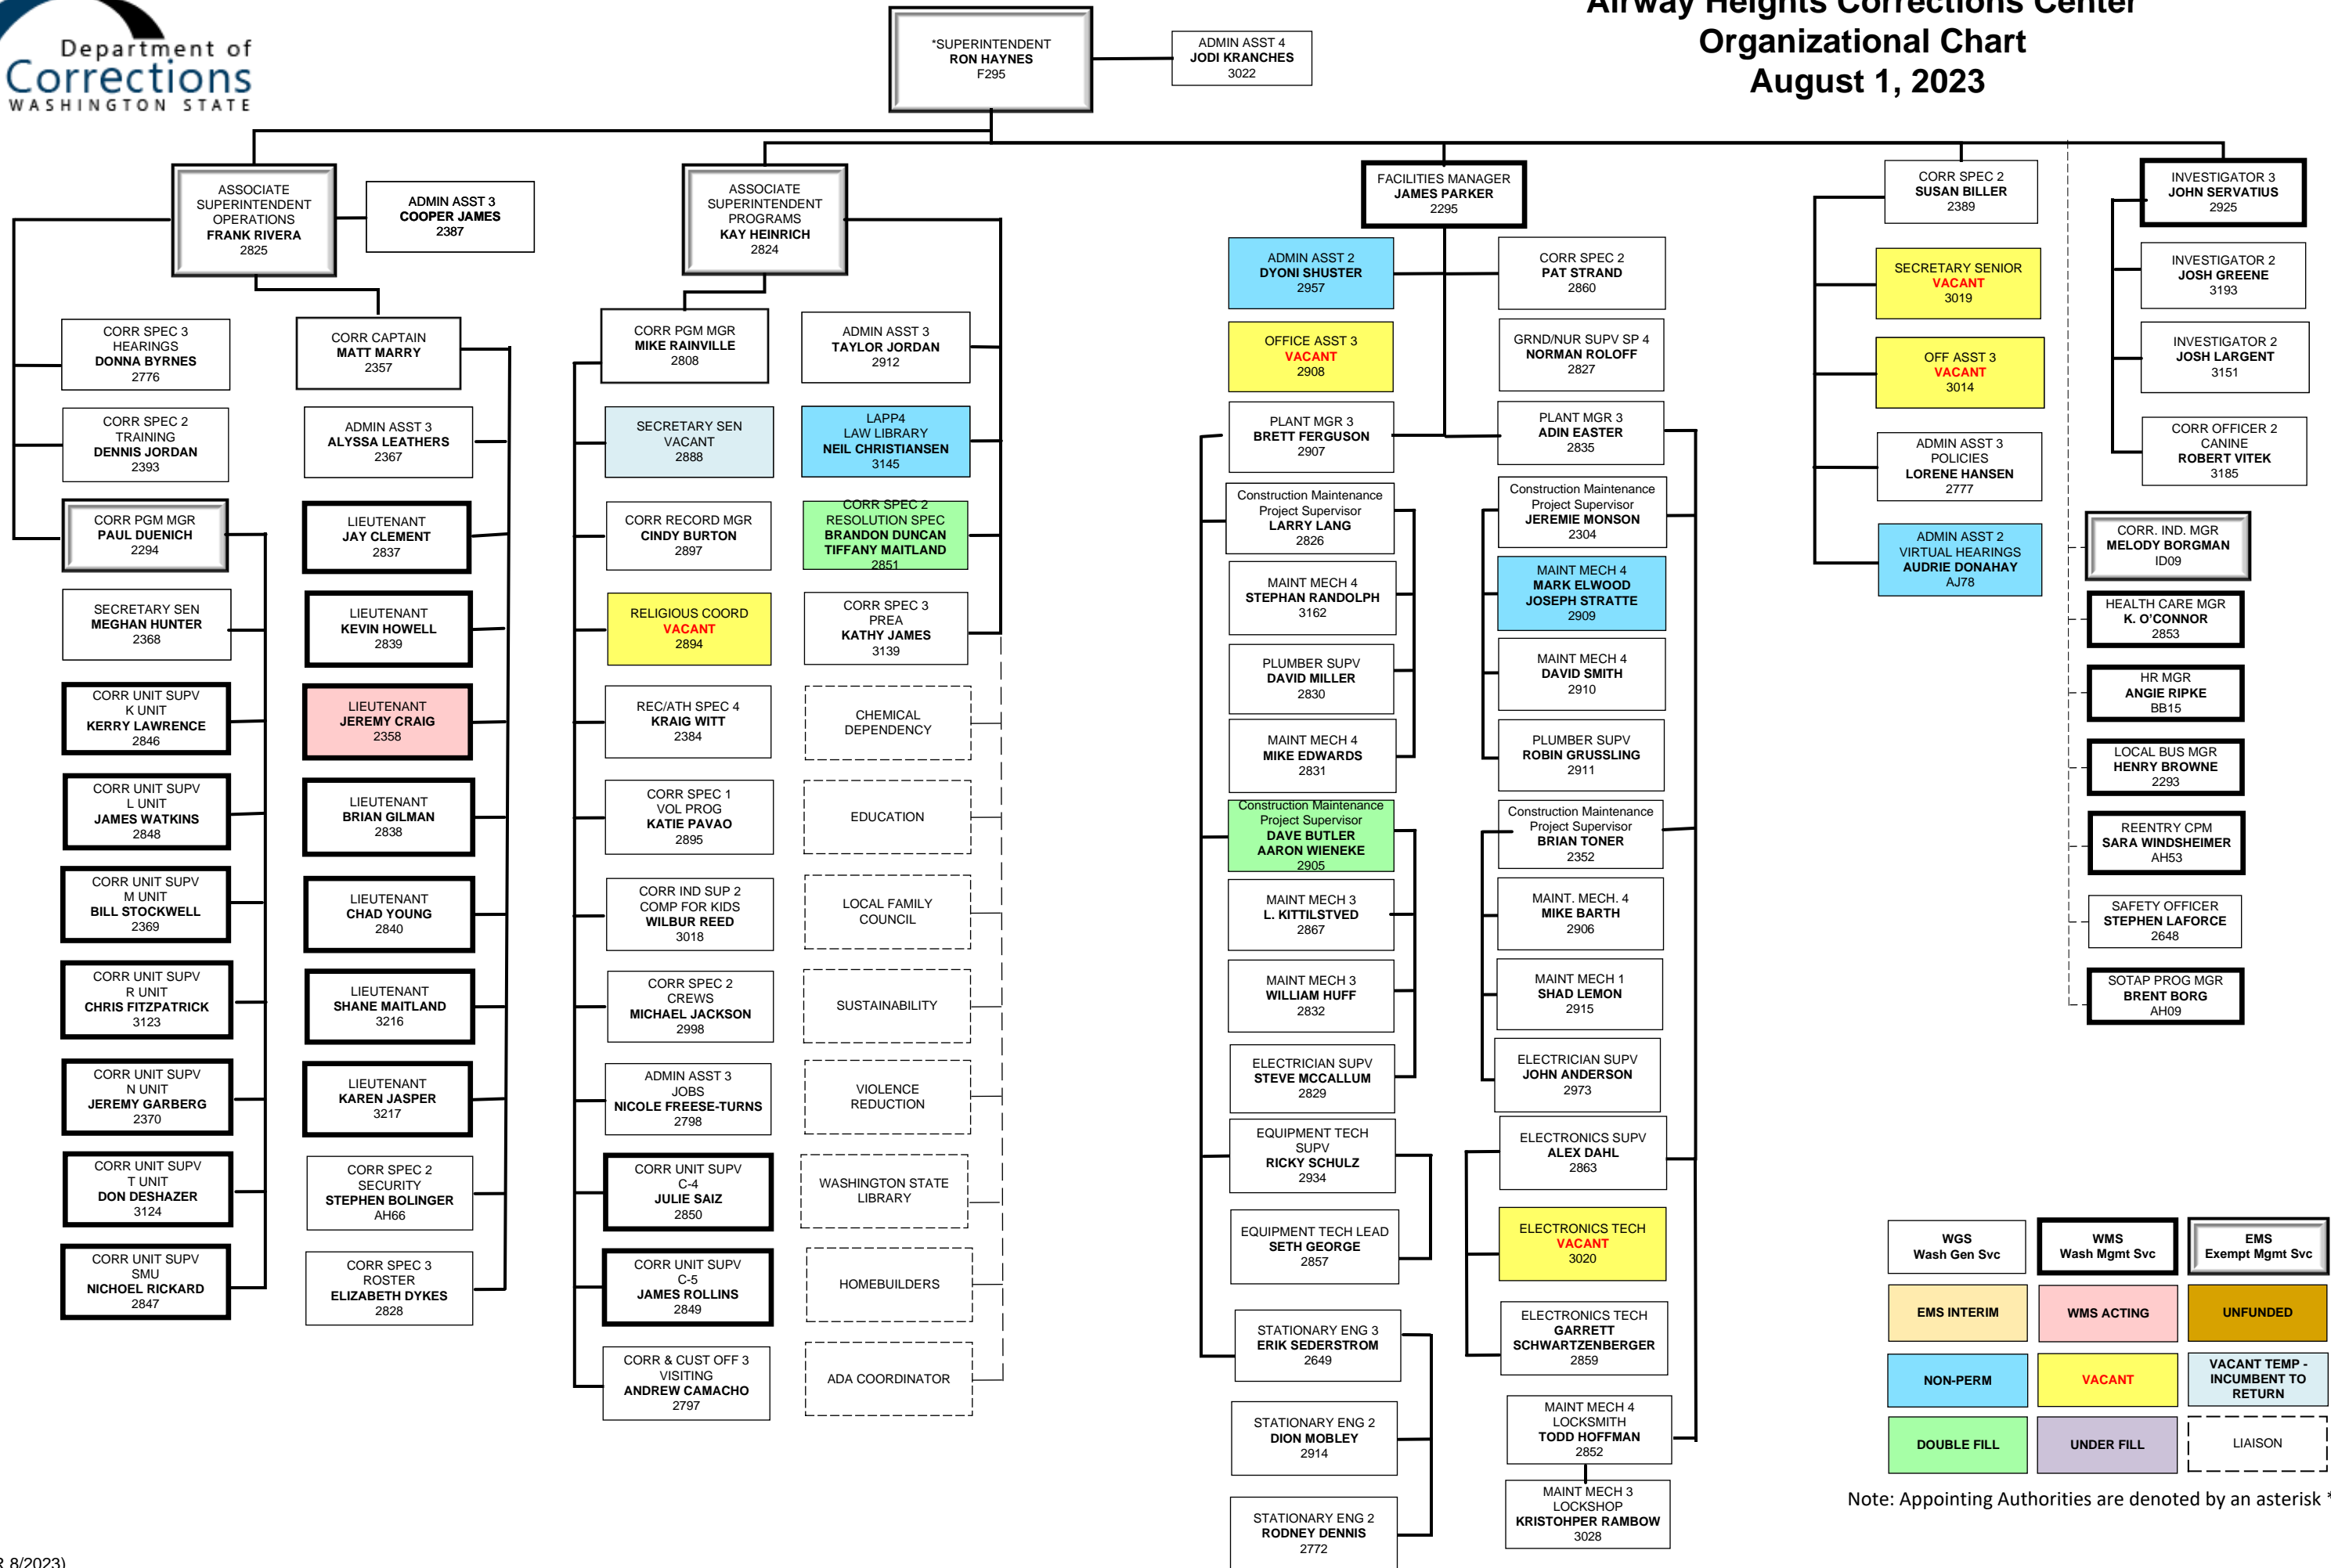 Department of
Corrections
WASHINGTON STATE
Airway Heights Corrections Center
Organizational Chart
August 1, 2023
*SUPERINTENDENT
RON HAYNES
F295
ADMIN ASST 4
JODI KRANCHES
3022
ASSOCIATE
SUPERINTENDENT
OPERATIONS
FRANK RIVERA
2825
ADMIN ASST 3
COOPER JAMES
2387
CORR SPEC 3
HEARINGS
DONNA BYRNES
2776
CORR SPEC 2
TRAINING
DENNIS JORDAN
2393
CORR PGM MGR
PAUL DUENICH
2294
SECRETARY SEN
MEGHAN HUNTER
2368
CORR UNIT SUPV
K UNIT
KERRY LAWRENCE
2846
CORR UNIT SUPV
L UNIT
JAMES WATKINS
2848
CORR UNIT SUPV
M UNIT
BILL STOCKWELL
2369
CORR UNIT SUPV
R UNIT
CHRIS FITZPATRICK
3123
CORR UNIT SUPV
N UNIT
JEREMY GARBERG
2370
CORR UNIT SUPV
T UNIT
DON DESHAZER
3124
CORR UNIT SUPV
SMU
NICHOEL RICKARD
2847
CORR CAPTAIN
MATT MARRY
2357
ADMIN ASST 3
ALYSSA LEATHERS
2367
LIEUTENANT
JAY CLEMENT
2837
LIEUTENANT
KEVIN HOWELL
2839
LIEUTENANT
JEREMY CRAIG
2358
LIEUTENANT
BRIAN GILMAN
2838
LIEUTENANT
CHAD YOUNG
2840
LIEUTENANT
SHANE MAITLAND
3216
LIEUTENANT
KAREN JASPER
3217
CORR SPEC 2
SECURITY
STEPHEN BOLINGER
AH66
CORR SPEC 3
ROSTER
ELIZABETH DYKES
2828
ASSOCIATE
SUPERINTENDENT
PROGRAMS
KAY HEINRICH
2824
CORR PGM MGR
MIKE RAINVILLE
2808
SECRETARY SEN
VACANT
2888
CORR RECORD MGR
CINDY BURTON
2897
RELIGIOUS COORD
VACANT
2894
REC/ATH SPEC 4
KRAIG WITT
2384
CORR SPEC 1
VOL PROG
KATIE PAVAO
2895
CORR IND SUP 2
COMP FOR KIDS
WILBUR REED
3018
CORR SPEC 2
CREWS
MICHAEL JACKSON
2998
ADMIN ASST 3
JOBS
NICOLE FREESE-TURNS
2798
CORR UNIT SUPV
C-4
JULIE SAIZ
2850
CORR UNIT SUPV
C-5
JAMES ROLLINS
2849
CORR & CUST OFF 3
VISITING
ANDREW CAMACHO
2797
ADMIN ASST 3
TAYLOR JORDAN
2912
LAPP4
LAW LIBRARY
NEIL CHRISTIANSEN
3145
CORR SPEC 2
RESOLUTION SPEC
BRANDON DUNCAN
TIFFANY MAITLAND
2851
CORR SPEC 3
PREA
KATHY JAMES
3139
CHEMICAL
DEPENDENCY
EDUCATION
LOCAL FAMILY
COUNCIL
SUSTAINABILITY
VIOLENCE
REDUCTION
WASHINGTON STATE
LIBRARY
HOMEBUILDERS
ADA COORDINATOR
FACILITIES MANAGER
JAMES PARKER
2295
ADMIN ASST 2
DYONI SHUSTER
2957
OFFICE ASST 3
VACANT
2908
PLANT MGR 3
BRETT FERGUSON
2907
Construction Maintenance
Project Supervisor
LARRY LANG
2826
MAINT MECH 4
STEPHAN RANDOLPH
3162
PLUMBER SUPV
DAVID MILLER
2830
MAINT MECH 4
MIKE EDWARDS
2831
Construction Maintenance
Project Supervisor
DAVE BUTLER
AARON WIENEKE
2905
MAINT MECH 3
L. KITTILSTVED
2867
MAINT MECH 3
WILLIAM HUFF
2832
ELECTRICIAN SUPV
STEVE MCCALLUM
2829
EQUIPMENT TECH
SUPV
RICKY SCHULZ
2934
EQUIPMENT TECH LEAD
SETH GEORGE
2857
STATIONARY ENG 3
ERIK SEDERSTROM
2649
STATIONARY ENG 2
DION MOBLEY
2914
STATIONARY ENG 2
RODNEY DENNIS
2772
CORR SPEC 2
PAT STRAND
2860
GRND/NUR SUPV SP 4
NORMAN ROLOFF
2827
PLANT MGR 3
ADIN EASTER
2835
Construction Maintenance
Project Supervisor
JEREMIE MONSON
2304
MAINT MECH 4
MARK ELWOOD
JOSEPH STRATTE
2909
MAINT MECH 4
DAVID SMITH
2910
PLUMBER SUPV
ROBIN GRUSSLING
2911
Construction Maintenance
Project Supervisor
BRIAN TONER
2352
MAINT. MECH. 4
MIKE BARTH
2906
MAINT MECH 1
SHAD LEMON
2915
ELECTRICIAN SUPV
JOHN ANDERSON
2973
ELECTRONICS SUPV
ALEX DAHL
2863
ELECTRONICS TECH
VACANT
3020
ELECTRONICS TECH
GARRETT
SCHWARTZENBERGER
2859
MAINT MECH 4
LOCKSMITH
TODD HOFFMAN
2852
MAINT MECH 3
LOCKSHOP
KRISTOHPER RAMBOW
3028
CORR SPEC 2
SUSAN BILLER
2389
SECRETARY SENIOR
VACANT
3019
OFF ASST 3
VACANT
3014
ADMIN ASST 3
POLICIES
LORENE HANSEN
2777
ADMIN ASST 2
VIRTUAL HEARINGS
AUDRIE DONAHAY
AJ78
INVESTIGATOR 3
JOHN SERVATIUS
2925
INVESTIGATOR 2
JOSH GREENE
3193
INVESTIGATOR 2
JOSH LARGENT
3151
CORR OFFICER 2
CANINE
ROBERT VITEK
3185
CORR. IND. MGR
MELODY BORGMAN
ID09
HEALTH CARE MGR
K. O'CONNOR
2853
HR MGR
ANGIE RIPKE
BB15
LOCAL BUS MGR
HENRY BROWNE
2293
REENTRY CPM
SARA WINDSHEIMER
AH53
SAFETY OFFICER
STEPHEN LAFORCE
2648
SOTAP PROG MGR
BRENT BORG
AH09
WGS
Wash Gen Svc
WMS
Wash Mgmt Svc
EMS
Exempt Mgmt Svc
EMS INTERIM
WMS ACTING
UNFUNDED
NON-PERM
VACANT
VACANT TEMP -
INCUMBENT TO
RETURN
DOUBLE FILL
UNDER FILL
LIAISON
Note: Appointing Authorities are denoted by an asterisk *
8/2023)